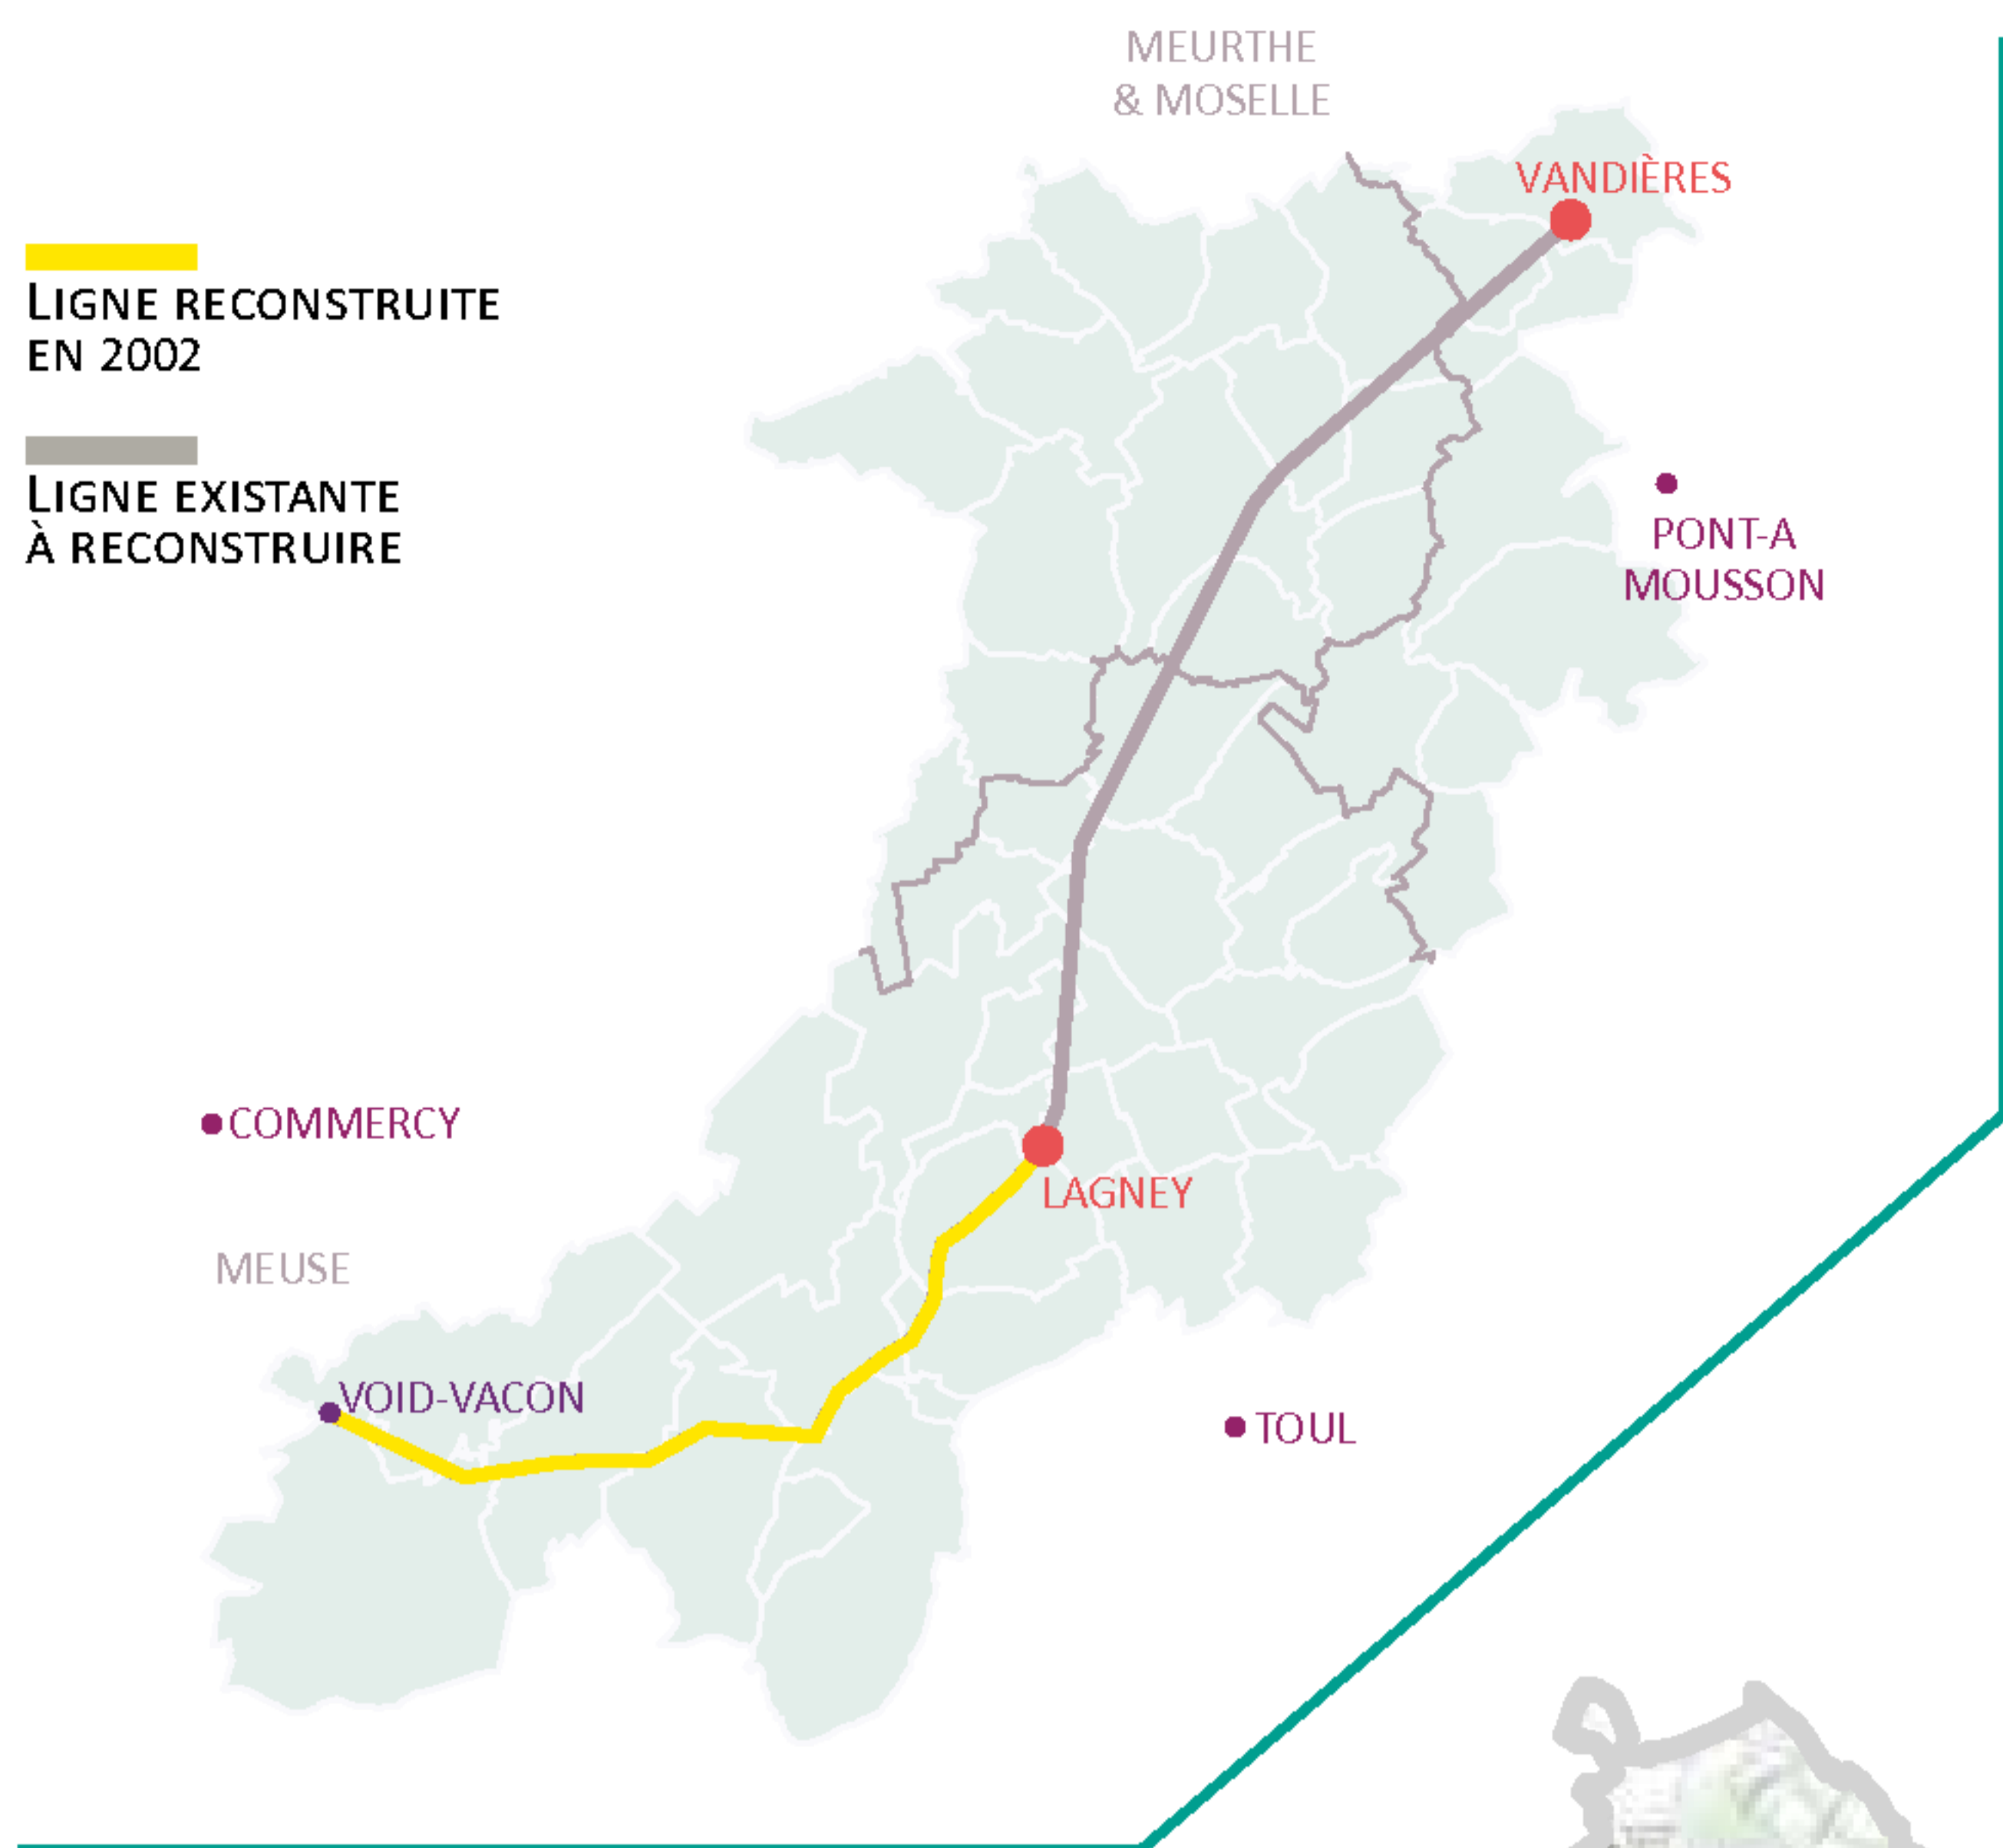 MEURTHE
& MOSELLE
VANDIÈRES
LIGNE RECONSTRUITE
EN 2002
LIGNE EXISTANTE
À RECONSTRUIRE
PONT-A
MOUSSON
COMMERCY
LAGNEY
MEUSE
VOID-VACON
TOUL